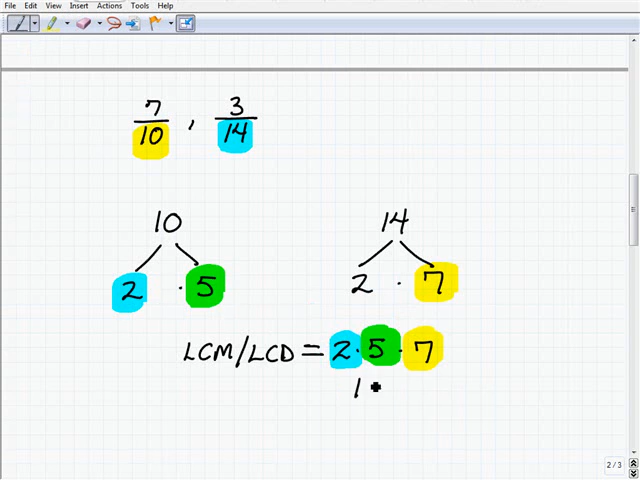 File Edit View Insert Actions Tools Help
7/10 , 3/14
10 14
2 · 5 2 · 7
LCM/LCD = 2 · 5 · 7
1
2/3